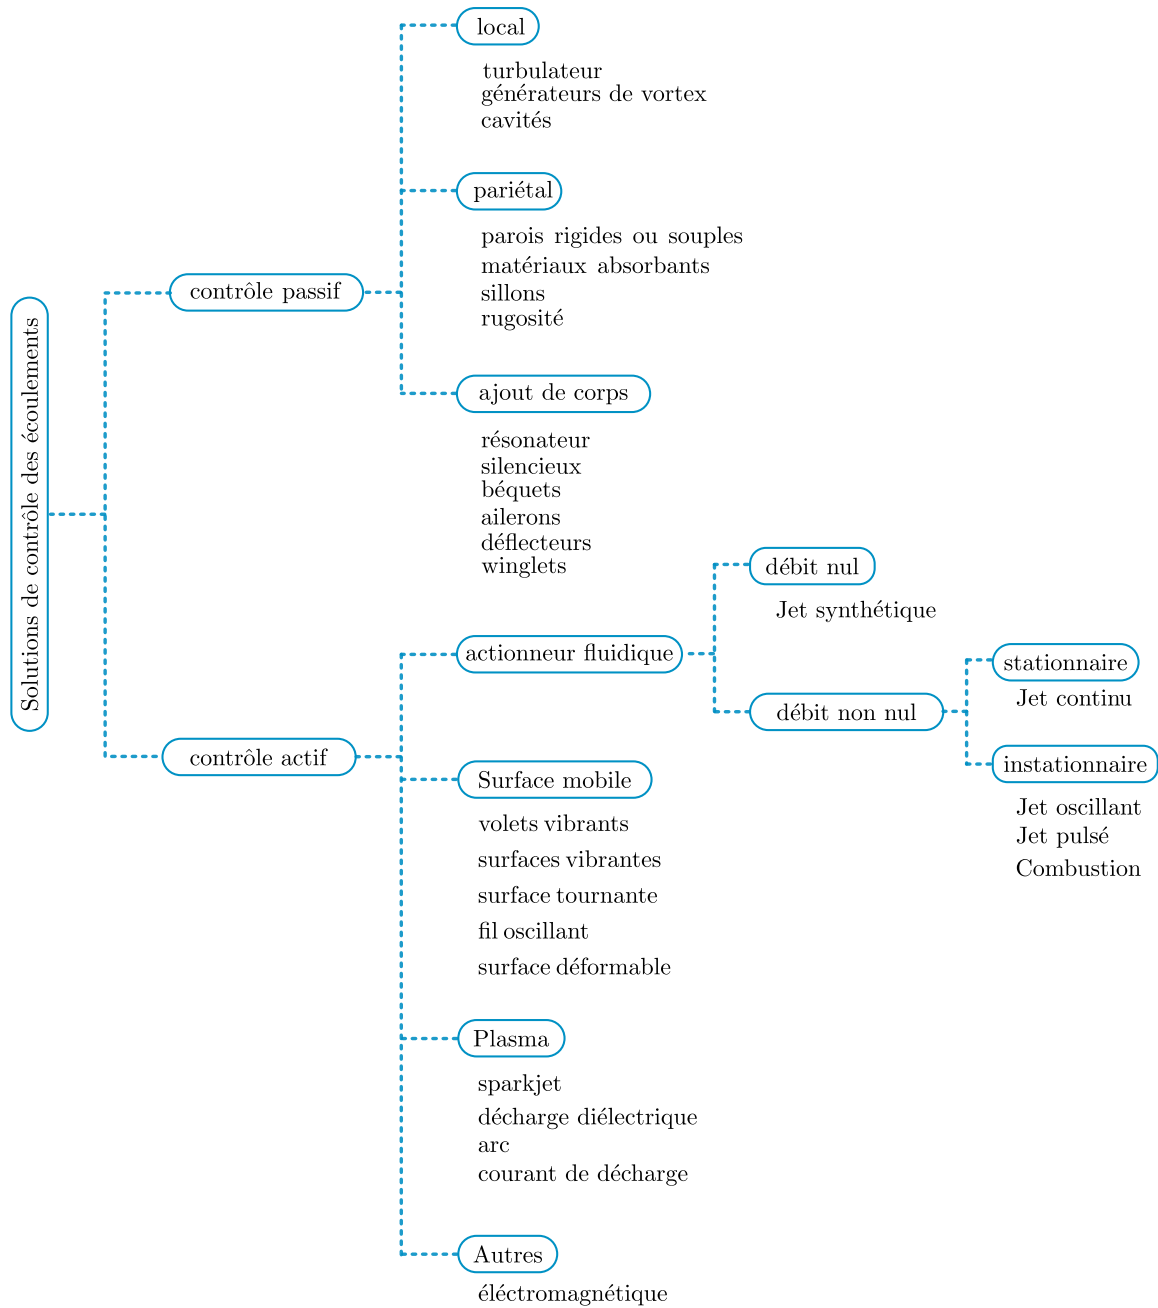 Solutions de contrôle des écoulements
contrôle passif
local
turbulateur
générateurs de vortex
cavités
pariétal
parois rigides ou souples
matériaux absorbants
sillons
rugosité
ajout de corps
résonateur
silencieux
béquets
ailerons
déflecteurs
winglets
contrôle actif
actionneur fluidique
débit nul
Jet synthétique
débit non nul
stationnaire
Jet continu
instationnaire
Jet oscillant
Jet pulsé
Combustion
Surface mobile
volets vibrants
surfaces vibrantes
surface tournante
fil oscillant
surface déformable
Plasma
sparkjet
décharge diélectrique
arc
courant de décharge
Autres
éléctromagnétique